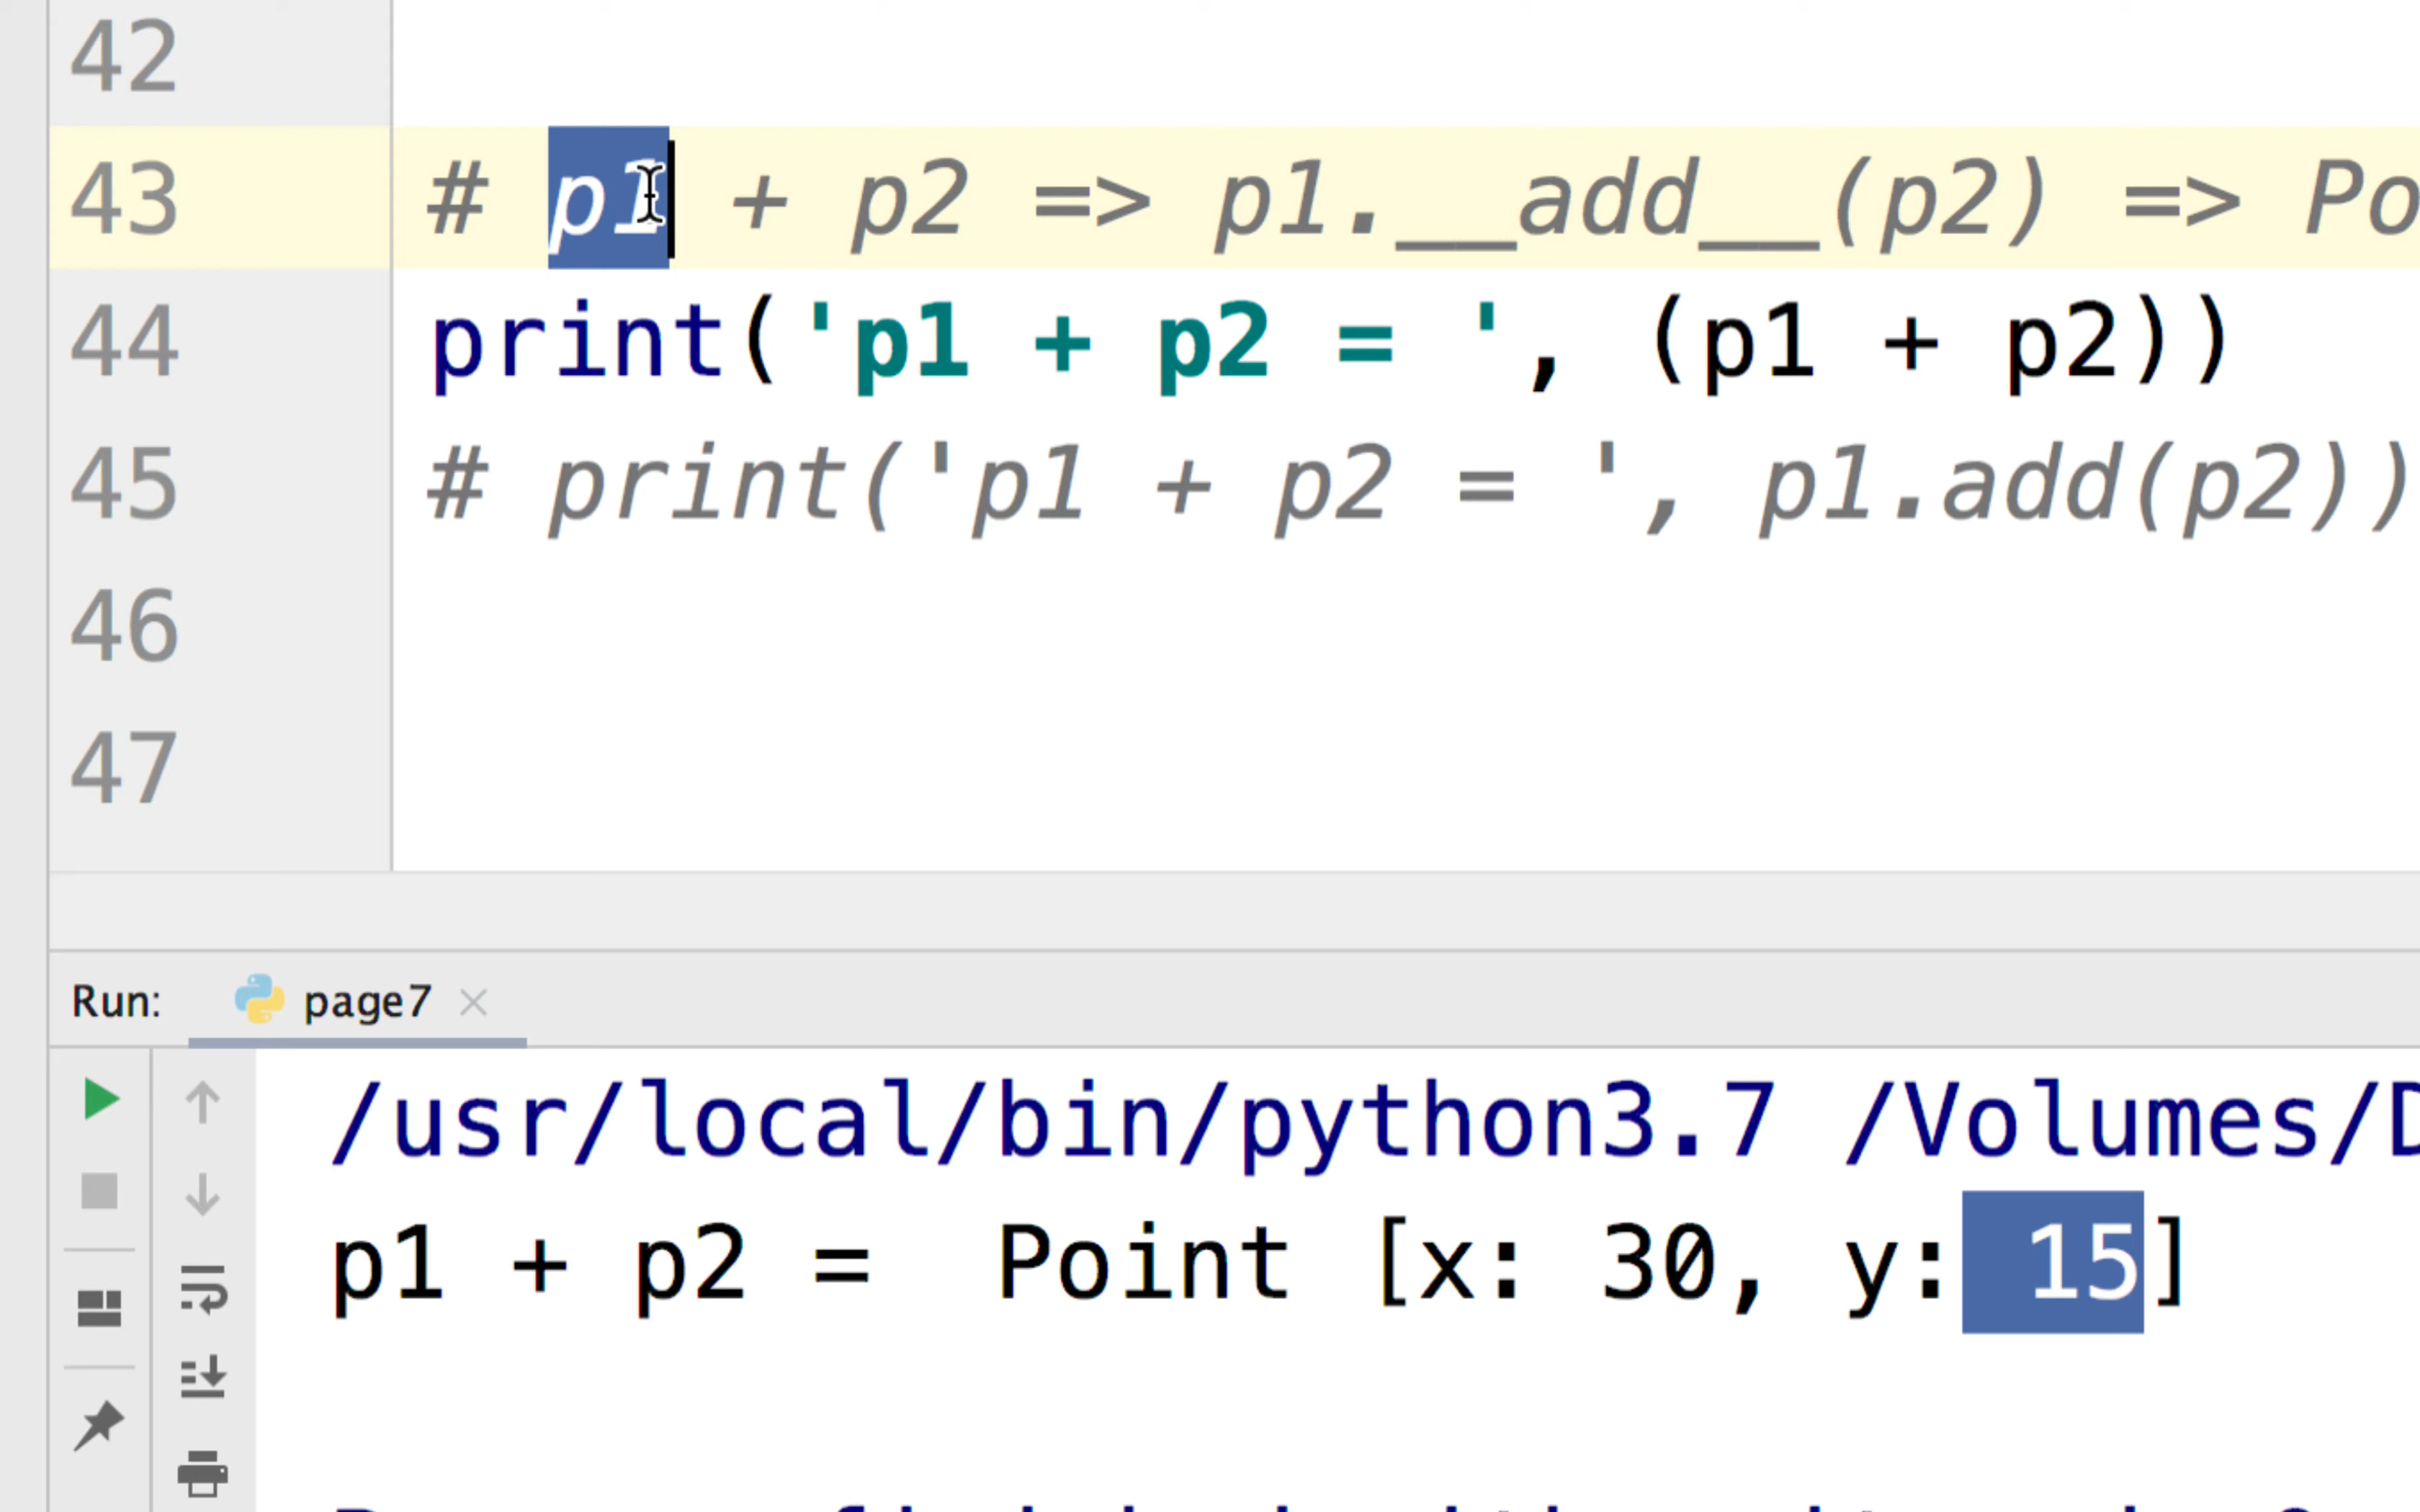 42
43 # p1 + p2 => p1.__add__(p2) => Po
44 print('p1 + p2 = ', (p1 + p2))
45 # print('p1 + p2 = ', p1.add(p2))
46
47
Run: page7
/usr/local/bin/python3.7 /Volumes/D
p1 + p2 =  Point [x: 30, y: 15]